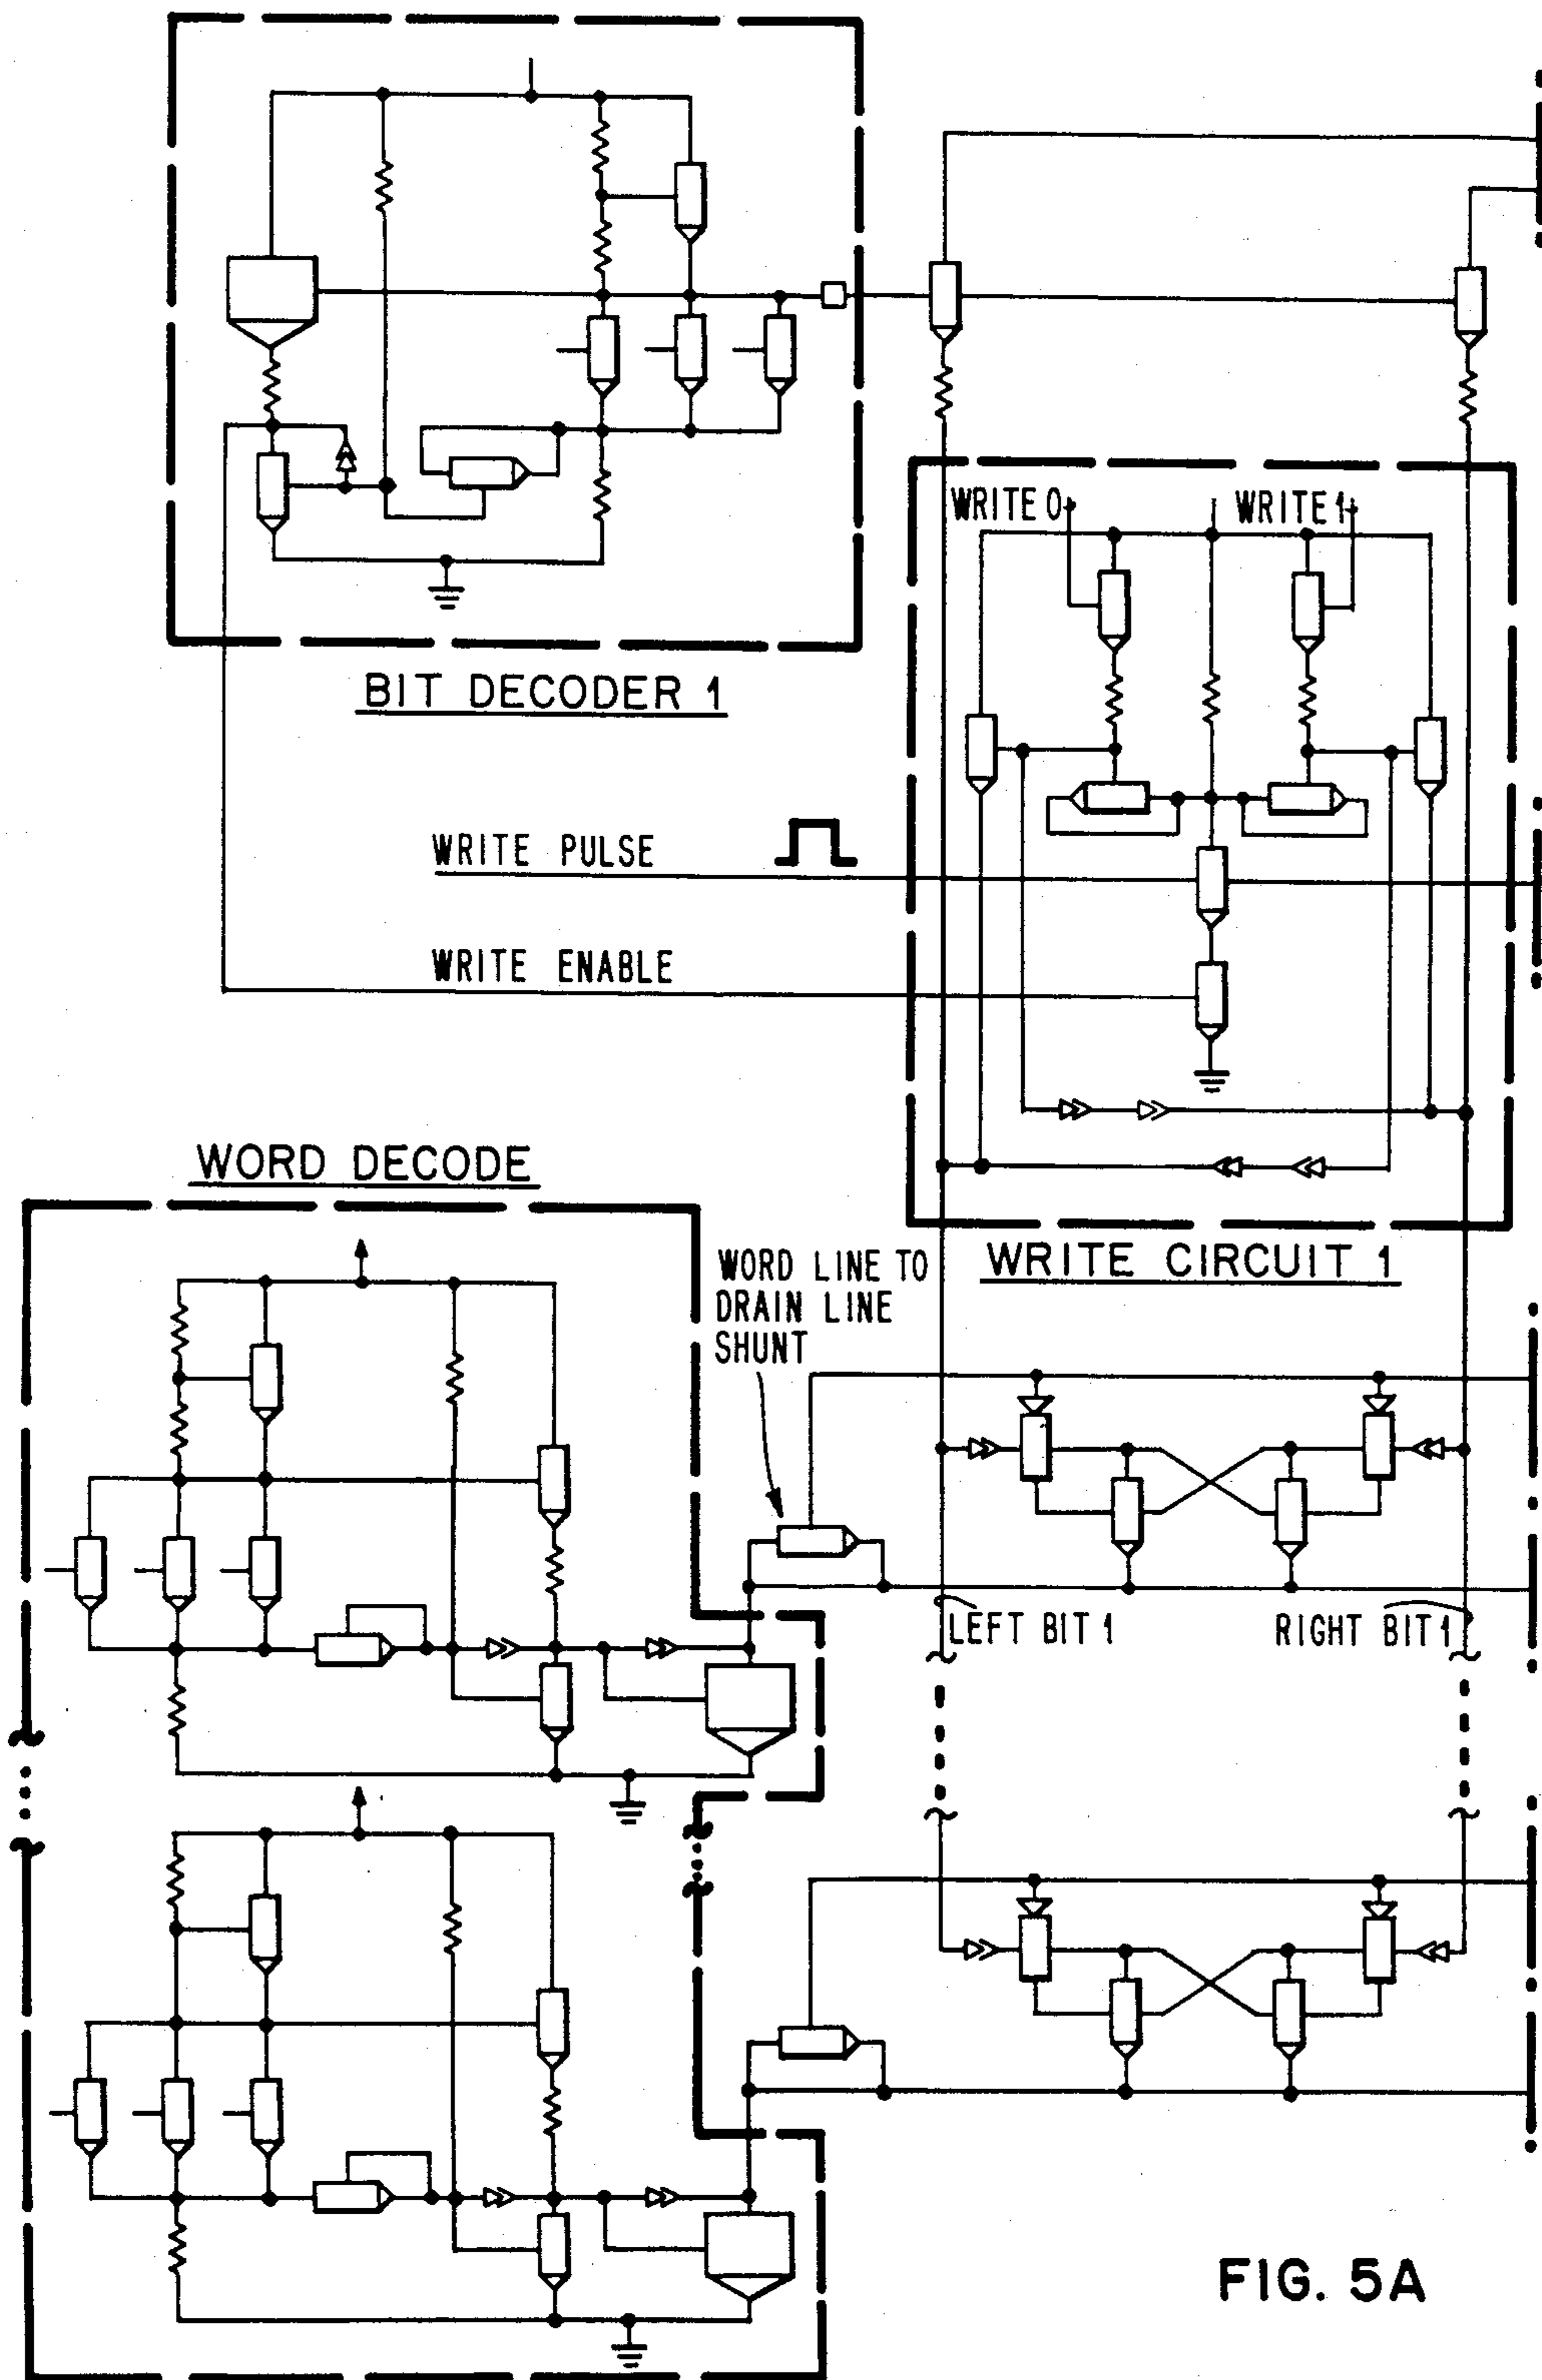 WRITE 0
WRITE 1
BIT DECODER 1
WRITE PULSE
WRITE ENABLE
WORD DECODE
WORD LINE TO
DRAIN LINE
SHUNT
WRITE CIRCUIT 1
LEFT BIT 1
RIGHT BIT 1
FIG. 5A